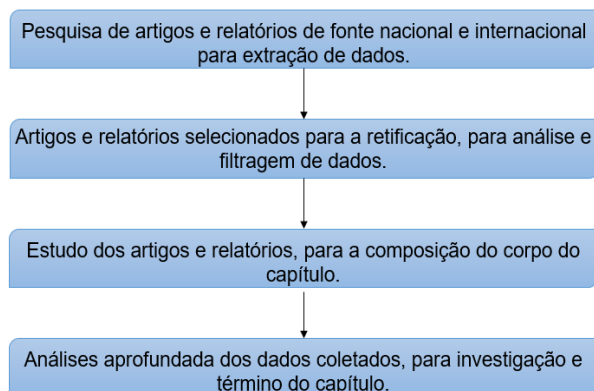 Pesquisa de artigos e relatórios de fonte nacional e internacional
para extração de dados.
Artigos e relatórios selecionados para a retificação, para análise e
filtragem de dados.
Estudo dos artigos e relatórios, para a composição do corpo do
capítulo.
Análises aprofundada dos dados coletados, para investigação e
término do capítulo.